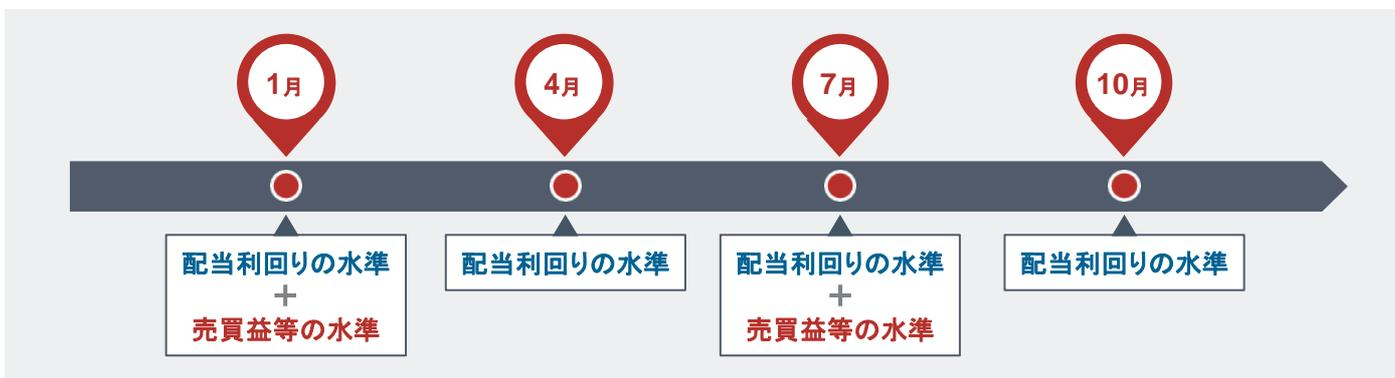 1月
4月
7月
10月
配当利回りの水準
+
売買益等の水準
配当利回りの水準
配当利回りの水準
+
売買益等の水準
配当利回りの水準